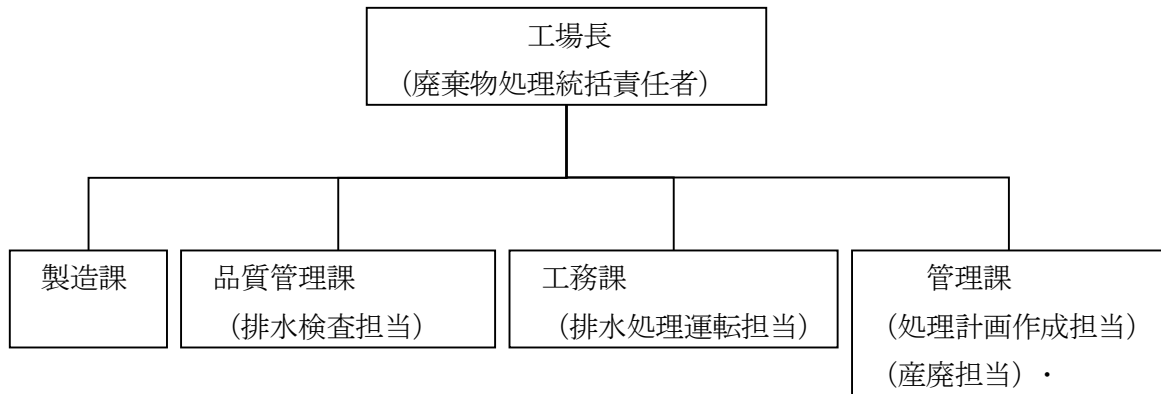 工場長
（廃棄物処理統括責任者）
製造課
品質管理課
（排水検査担当）
工務課
（排水処理運転担当）
管理課
（処理計画作成担当）
（産廃担当）・